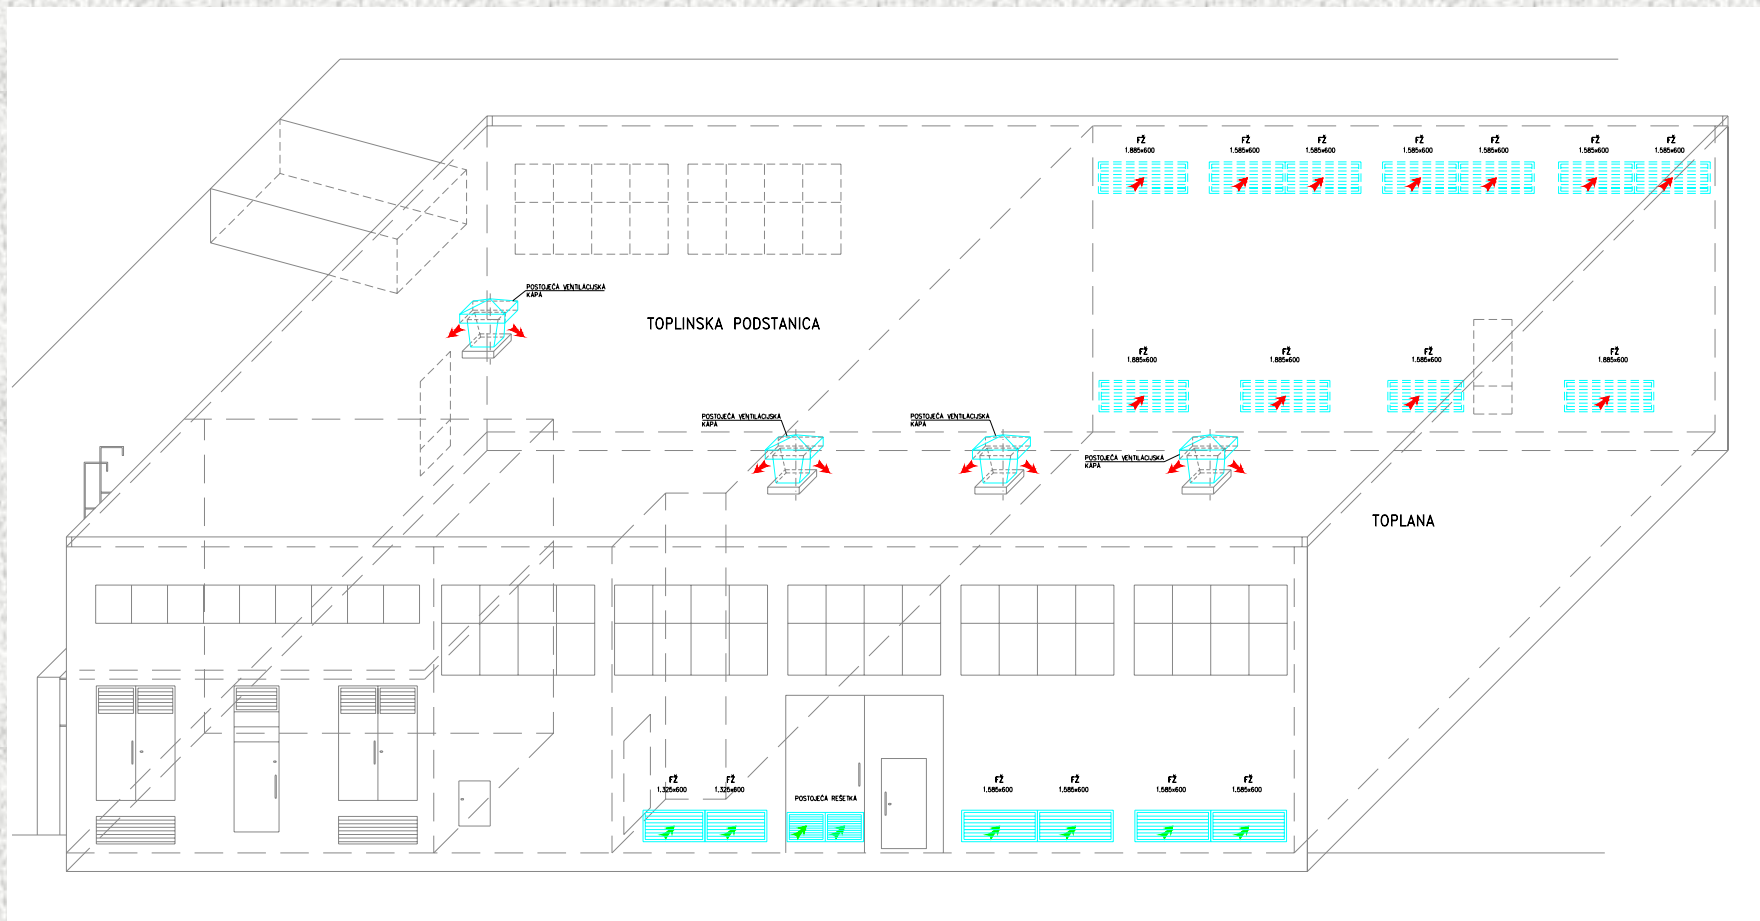 FŽ
1.885x600
FŽ
1.585x600
FŽ
1.585x600
FŽ
1.585x600
FŽ
1.585x600
FŽ
1.585x600
FŽ
1.585x600
POSTOJEĆA VENTILACIJSKA
KAPA
TOPLINSKA PODSTANICA
FŽ
1.885x600
FŽ
1.885x600
FŽ
1.585x600
FŽ
1.885x600
POSTOJEĆA VENTILACIJSKA
KAPA
POSTOJEĆA VENTILACIJSKA
KAPA
POSTOJEĆA VENTILACIJSKA
KAPA
TOPLANA
FŽ
1.325x600
FŽ
1.325x600
POSTOJEĆA REŠETKA
FŽ
1.585x600
FŽ
1.585x600
FŽ
1.585x600
FŽ
1.585x600